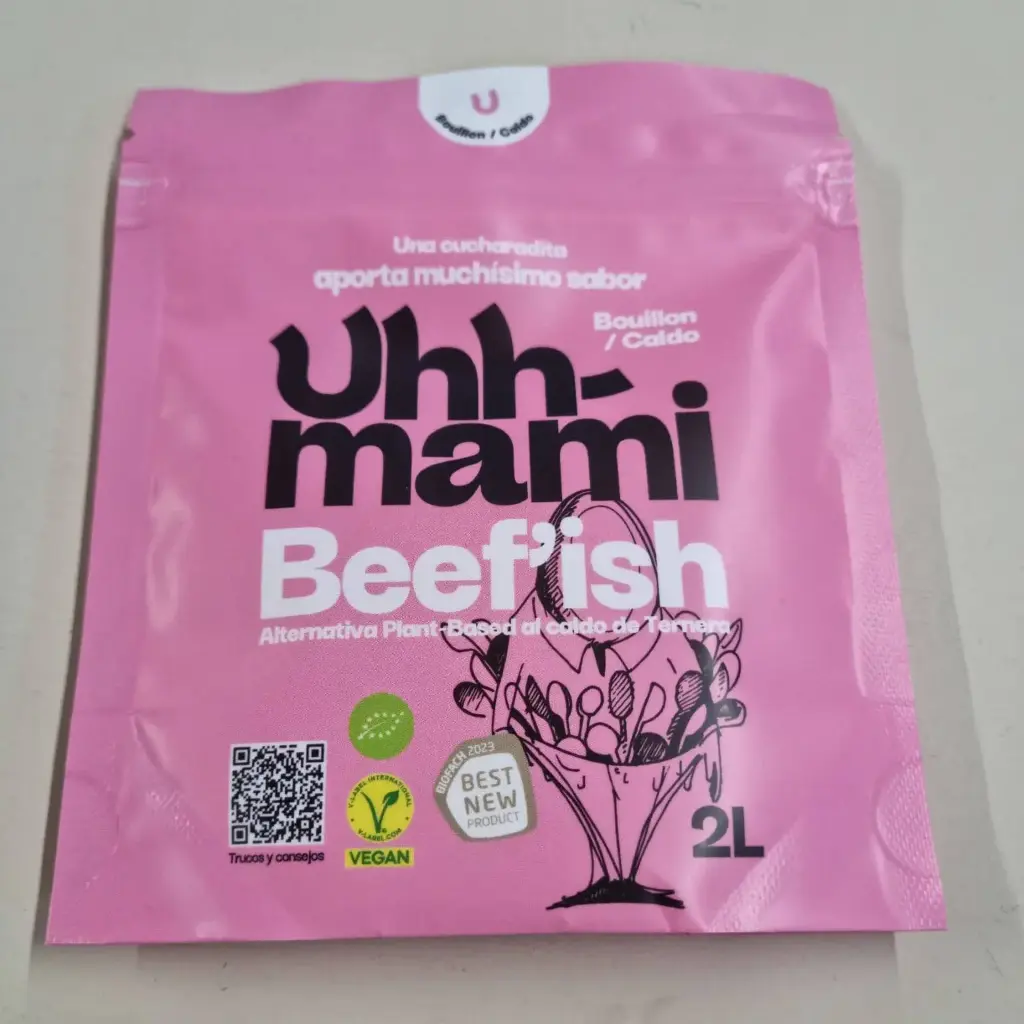 U
Bouillon / Caldo
Una cucharadita
aporta muchísimo sabor
Bouillon
/ Caldo
Uhh-
mami
Beef'ish
Alternativa Plant-Based al caldo de Ternera
BIOFACH 2023
BEST
NEW
PRODUCT
V-LABEL INTERNATIONAL
V-LABEL.COM
VEGAN
Trucos y consejos
2L